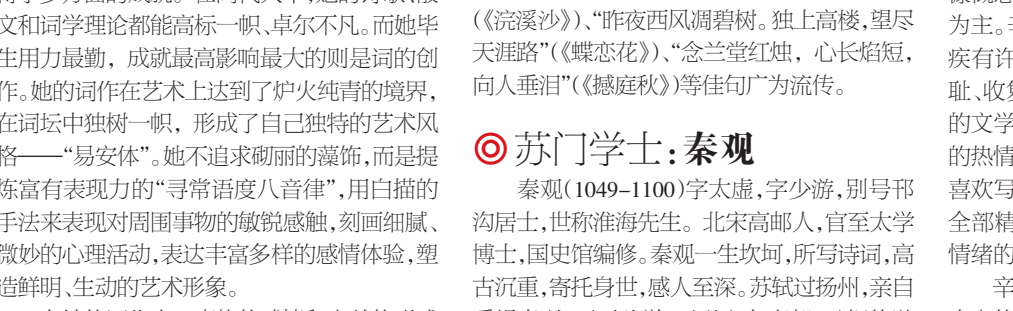 文和词学理论都能高标一帜、卓尔不凡。而她毕
生用力最勤，成就最高影响最大的则是词的创
作。她的词作在艺术上达到了炉火纯青的境界，
在词坛中独树一帜，形成了自己独特的艺术风
格——“易安体”。她不追求砌丽的藻饰，而是提
炼富有表现力的“寻常语度八音律”，用白描的
手法来表现对周围事物的敏锐感触，刻画细腻、
微妙的心理活动，表达丰富多样的感情体验，塑
造鲜明、生动的艺术形象。
（《浣溪沙》）、“昨夜西风凋碧树。独上高楼，望尽
天涯路”（《蝶恋花》）、“念兰堂红烛，心长焰短，
向人垂泪”（《撼庭秋》）等佳句广为流传。
◎苏门学士：秦观
秦观（1049-1100）字太虚，字少游，别号邗
沟居士，世称淮海先生。北宋高邮人，官至太学
博士，国史馆编修。秦观一生坎坷，所写诗词，高
古沉重，寄托身世，感人至深。苏轼过扬州，亲自
为主。
疾有许
耻、收
的文学
的热情
喜欢写
全部精
情绪的
辛